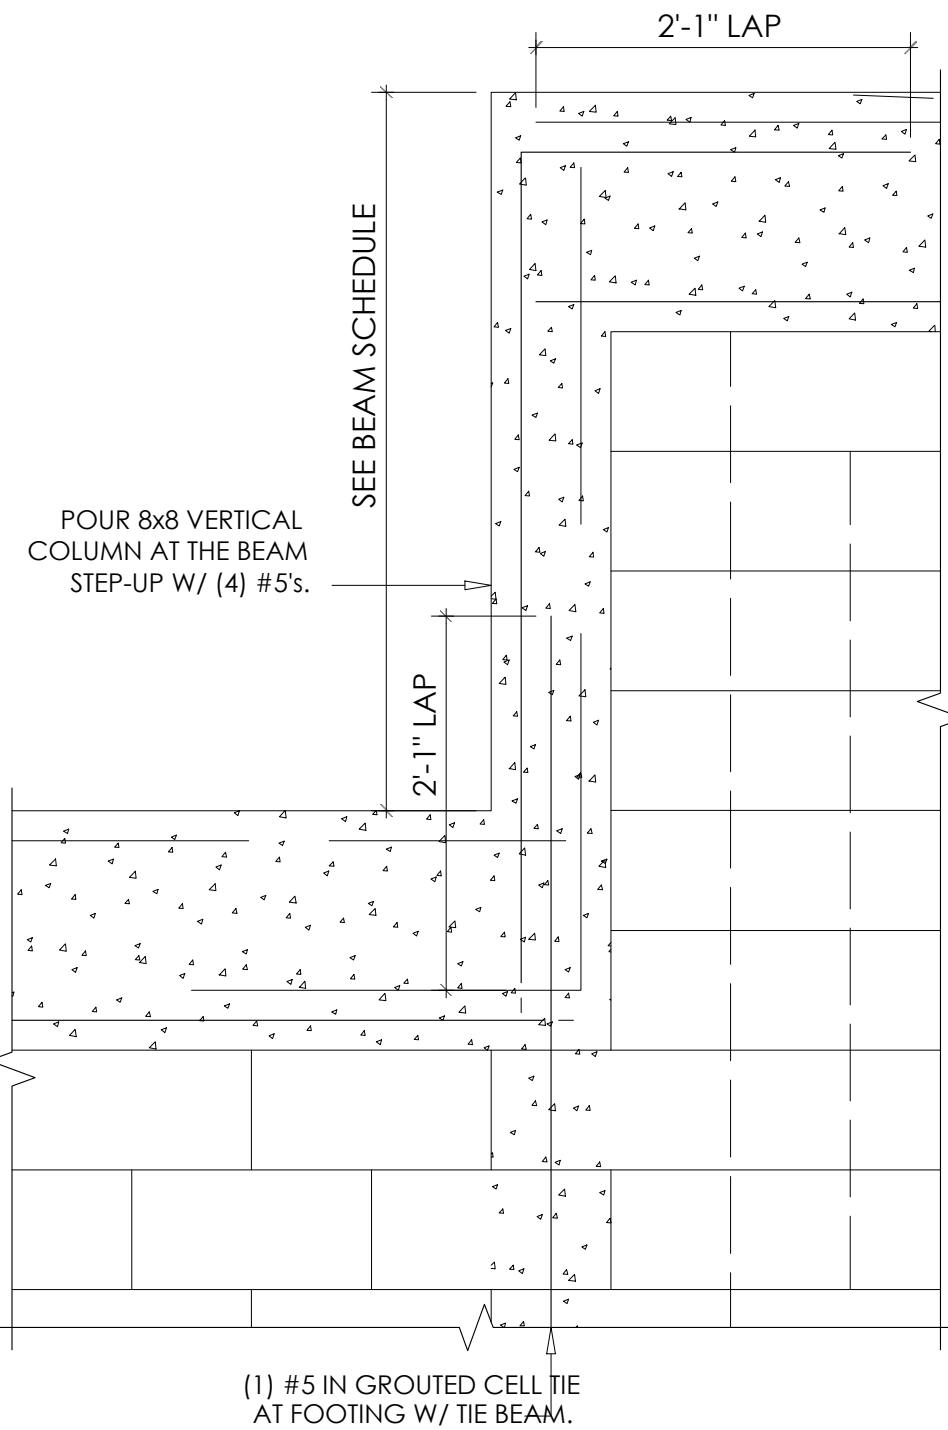 2'-1" LAP
SEE BEAM SCHEDULE
POUR 8x8 VERTICAL
COLUMN AT THE BEAM
STEP-UP W/ (4) #5's.
2'-1" LAP
(1) #5 IN GROUTED CELL TIE
AT FOOTING W/ TIE BEAM.